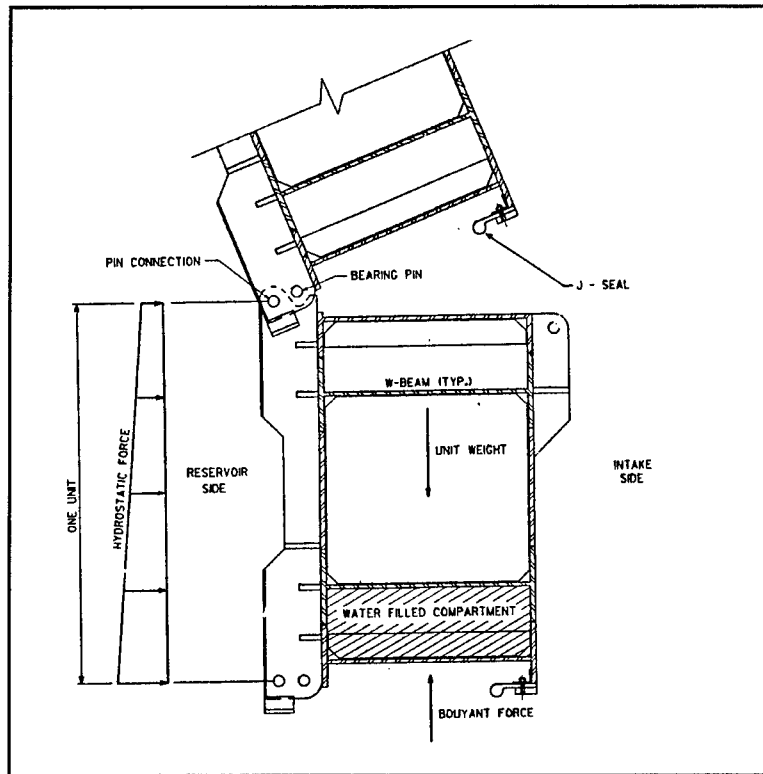 PIN CONNECTION
BEARING PIN
J - SEAL
W-BEAM (TYP.)
UNIT WEIGHT
ONE UNIT
HYDROSTATIC FORCE
RESERVOIR
SIDE
INTAKE
SIDE
WATER FILLED COMPARTMENT
BOUYANT FORCE